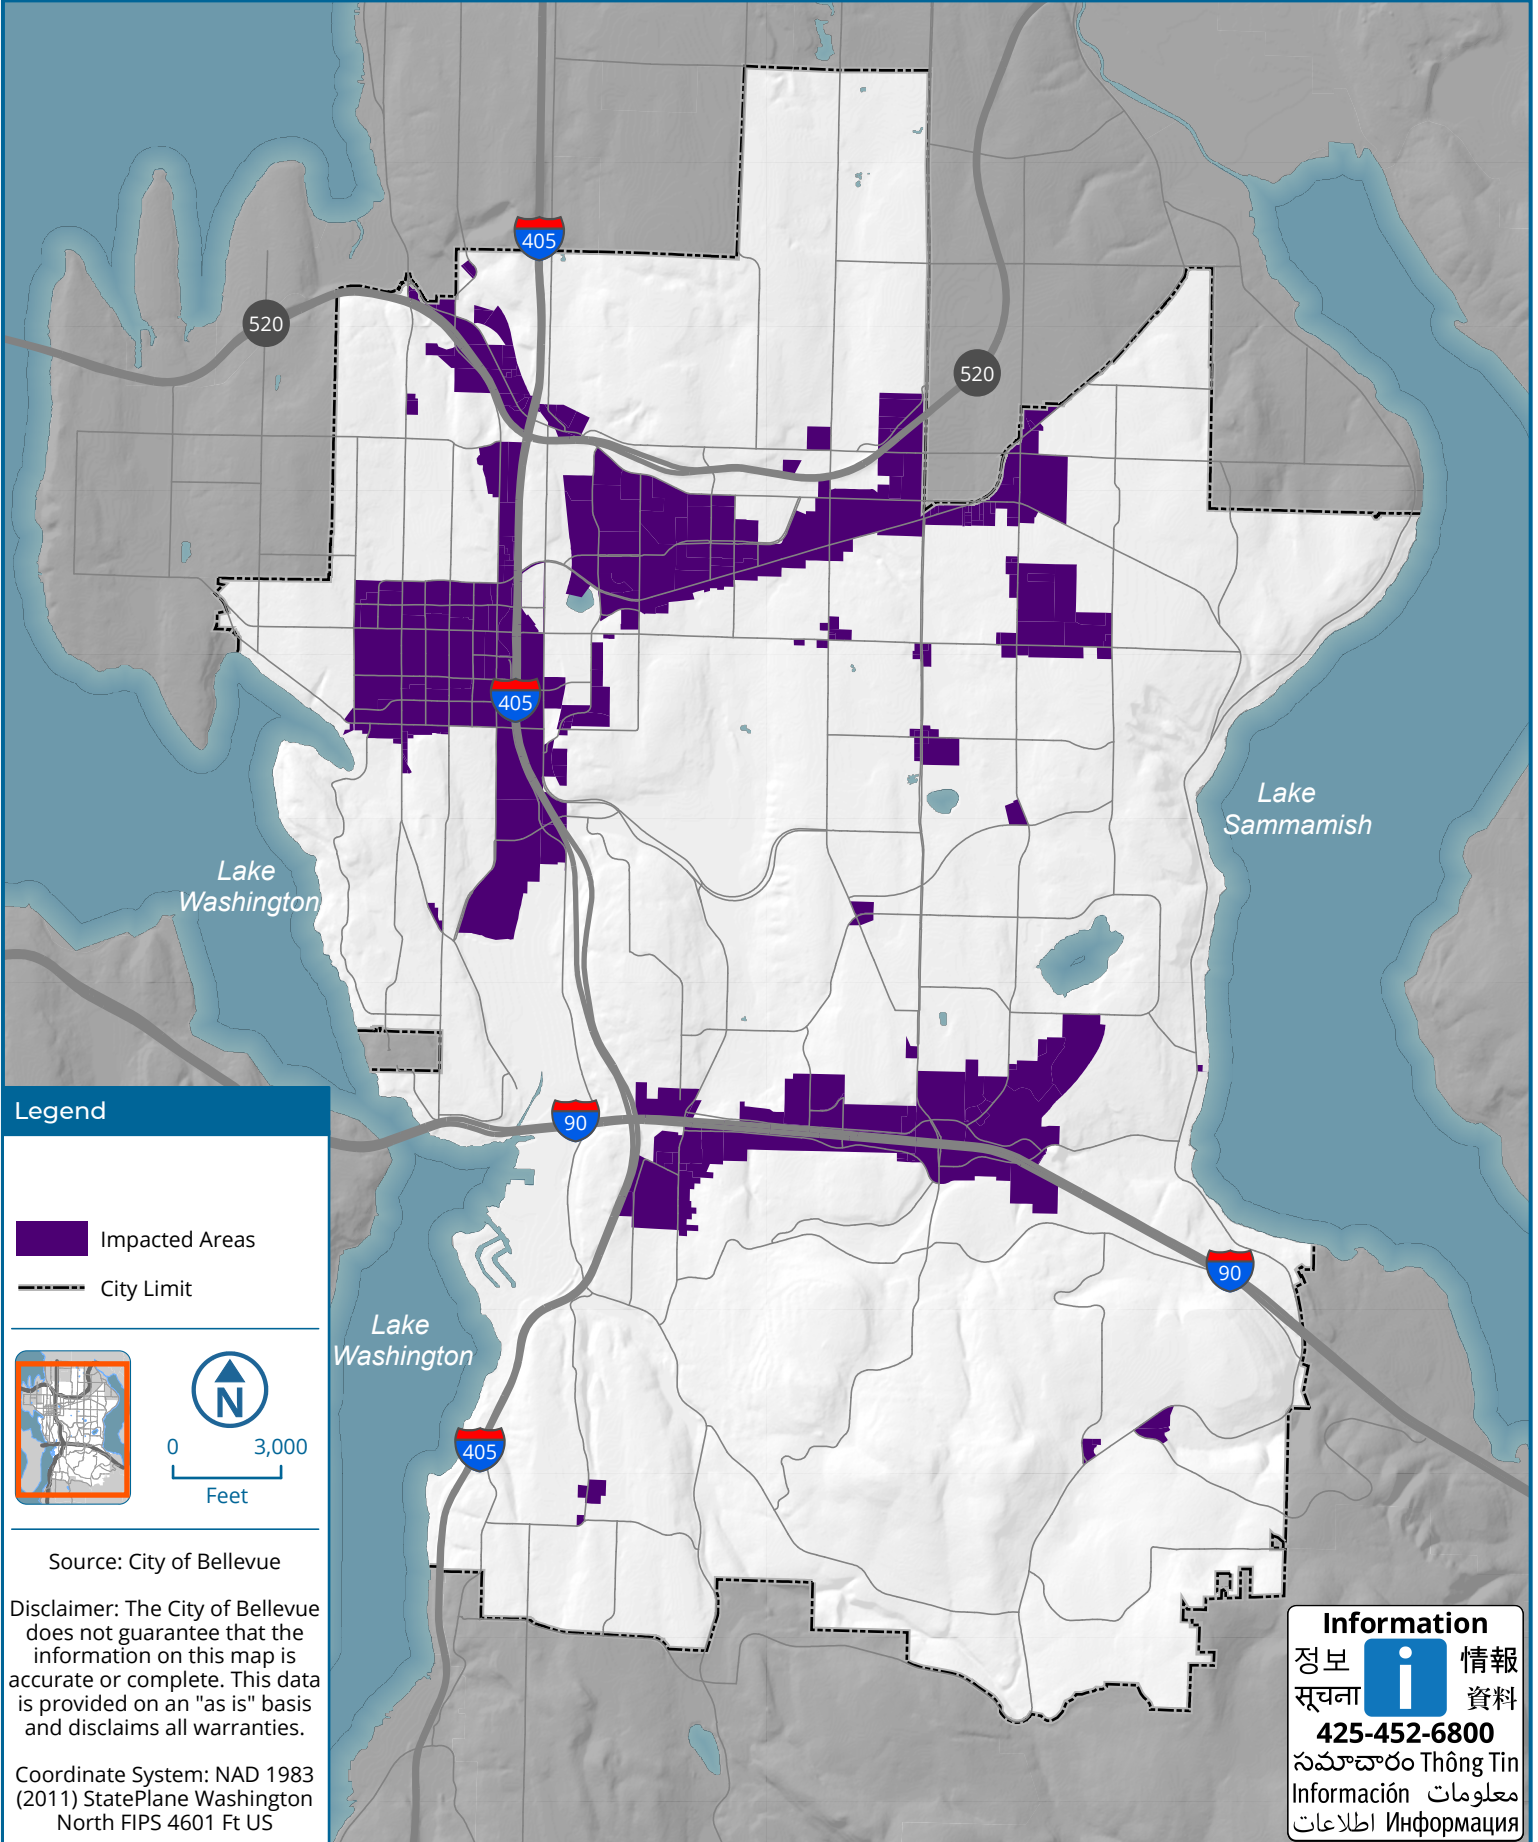 405
520
520
405
Lake
Sammamish
Lake
Washington
Legend
90
Impacted Areas
City Limit
90
Lake
Washington
N
0 3,000
Feet
405
Source: City of Bellevue
Disclaimer: The City of Bellevue
does not guarantee that the
information on this map is
accurate or complete. This data
is provided on an "as is" basis
and disclaims all warranties.
Coordinate System: NAD 1983
(2011) StatePlane Washington
North FIPS 4601 Ft US
Information
정보 i 情報
सूचना 資料
425-452-6800
సమాచారం Thông Tin
Información معلومات
اطلاعات Информация